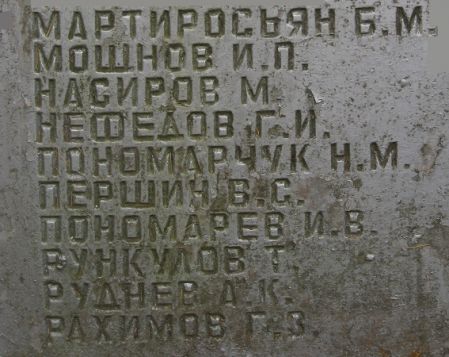 МАРТИРОСЬЯН Б.М.
МОШНОВ И.П.
НАСИРОВ М.
НЕФЕДОВ Г.И.
ПОНОМАРЧУК Н.М.
ПЕРШИН В.С.
ПОНОМАРЕВ И.В.
РУНКУЛОВ Т.
РУДНЕВ А.К.
РАХИМОВ Г.З.